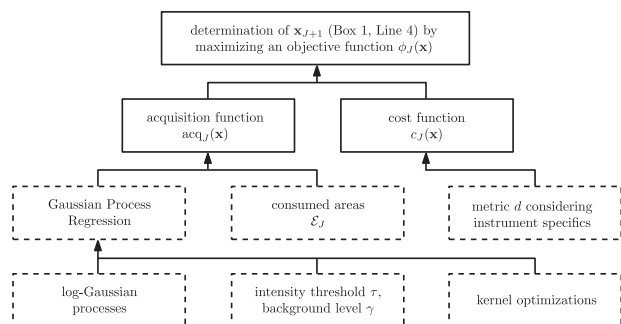 determination of x_{J+1} (Box 1, Line 4) by
maximizing an objective function ϕ_J(x)
acquisition function
acq_J(x)
cost function
c_J(x)
Gaussian Process
Regression
consumed areas
ℰ_J
metric d considering
instrument specifics
log-Gaussian
processes
intensity threshold τ,
background level γ
kernel optimizations